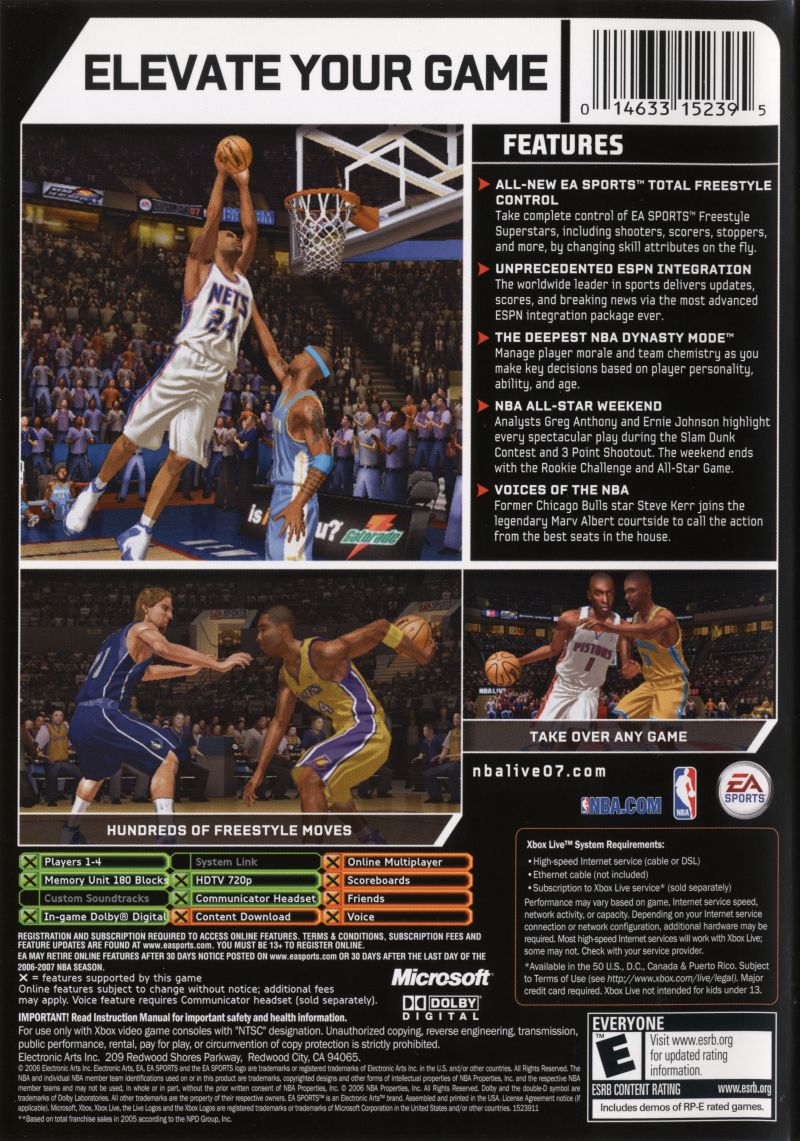 ELEVATE YOUR GAME
0 14633 15239 5
FEATURES
ALL-NEW EA SPORTS™ TOTAL FREESTYLE
CONTROL
Take complete control of EA SPORTS™ Freestyle
Superstars, including shooters, scorers, stoppers,
and more, by changing skill attributes on the fly.
UNPRECEDENTED ESPN INTEGRATION
The worldwide leader in sports delivers updates,
scores, and breaking news via the most advanced
ESPN integration package ever.
THE DEEPEST NBA DYNASTY MODE™
Manage player morale and team chemistry as you
make key decisions based on player personality,
ability, and age.
NBA ALL-STAR WEEKEND
Analysts Greg Anthony and Ernie Johnson highlight
every spectacular play during the Slam Dunk
Contest and 3 Point Shootout. The weekend ends
with the Rookie Challenge and All-Star Game.
VOICES OF THE NBA
Former Chicago Bulls star Steve Kerr joins the
legendary Marv Albert courtside to call the action
from the best seats in the house.
NETS
24
is
u?
Gatorade
PISTONS
1
NBA LIVE
TAKE OVER ANY GAME
HUNDREDS OF FREESTYLE MOVES
nbalive07.com
NBA.COM
NBA
EA
SPORTS
Players 1-4
System Link
Online Multiplayer
Memory Unit 180 Blocks
HDTV 720p
Scoreboards
Custom Soundtracks
Communicator Headset
Friends
In-game Dolby® Digital
Content Download
Voice
Xbox Live™ System Requirements:
• High-speed Internet service (cable or DSL)
• Ethernet cable (not included)
• Subscription to Xbox Live service* (sold separately)
Performance may vary based on game, Internet service speed,
network activity, or capacity. Depending on your Internet service
connection or network configuration, additional hardware may be
required. Most high-speed Internet services will work with Xbox Live;
some may not. Check with your service provider.
*Available in the 50 U.S., D.C., Canada & Puerto Rico. Subject
to Terms of Use (see http://www.xbox.com/live/legal). Major
credit card required. Xbox Live not intended for kids under 13.
REGISTRATION AND SUBSCRIPTION REQUIRED TO ACCESS ONLINE FEATURES. TERMS & CONDITIONS, SUBSCRIPTION FEES AND
FEATURE UPDATES ARE FOUND AT www.easports.com. YOU MUST BE 13+ TO REGISTER ONLINE.
EA MAY RETIRE ONLINE FEATURES AFTER 30 DAYS NOTICE POSTED ON www.easports.com OR 30 DAYS AFTER THE LAST DAY OF THE
2006-2007 NBA SEASON.
X = features supported by this game
Online features subject to change without notice; additional fees
may apply. Voice feature requires Communicator headset (sold separately).
Microsoft®
DOLBY
DIGITAL
IMPORTANT! Read Instruction Manual for important safety and health information.
For use only with Xbox video game consoles with "NTSC" designation. Unauthorized copying, reverse engineering, transmission,
public performance, rental, pay for play, or circumvention of copy protection is strictly prohibited.
Electronic Arts Inc. 209 Redwood Shores Parkway, Redwood City, CA 94065.
© 2006 Electronic Arts Inc. Electronic Arts, EA, EA SPORTS and the EA SPORTS logo are trademarks or registered trademarks of Electronic Arts Inc. in the U.S. and/or other countries. All Rights Reserved. The
NBA and individual NBA member team identifications used on or in this product are trademarks, copyrighted designs and other forms of intellectual properties of NBA Properties, Inc. and the respective NBA
member teams and may not be used, in whole or in part, without the prior written consent of NBA Properties, Inc. © 2006 NBA Properties, Inc. All Rights Reserved. Dolby and the double-D symbol are
trademarks of Dolby Laboratories. All other trademarks are the property of their respective owners. EA SPORTS™ is an Electronic Arts™ brand. Assembled and printed in the USA. License Agreement notice (if
applicable). Microsoft, Xbox, Xbox Live, the Live Logos and the Xbox Logos are registered trademarks or trademarks of Microsoft Corporation in the United States and/or other countries. 1523911
**Based on total franchise sales in 2005 according to the NPD Group, Inc.
EVERYONE
E
Visit www.esrb.org
for updated rating
information.
ESRB CONTENT RATING www.esrb.org
Includes demos of RP-E rated games.